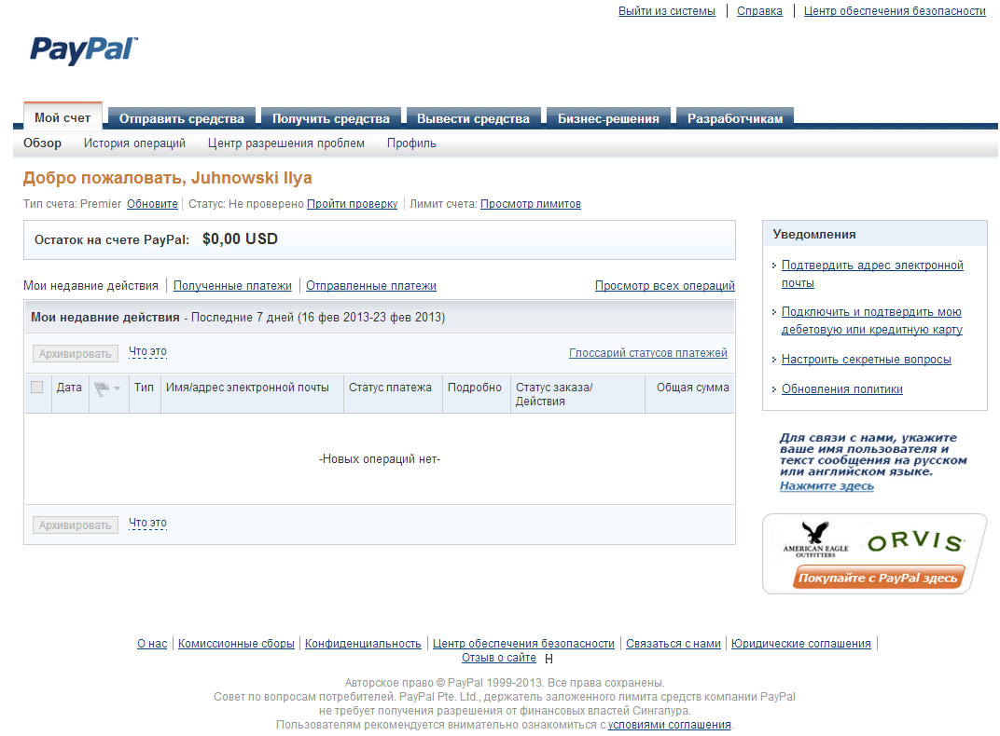 Выйти из системы | Справка | Центр обеспечения безопасности
PayPal™
Мой счет Отправить средства Получить средства Вывести средства Бизнес-решения Разработчикам
Обзор История операций Центр разрешения проблем Профиль
Добро пожаловать, Juhnowski Ilya
Тип счета: Premier Обновите | Статус: Не проверено Пройти проверку | Лимит счета: Просмотр лимитов
Остаток на счете PayPal: $0,00 USD
Мои недавние действия | Полученные платежи | Отправленные платежи Просмотр всех операций
Мои недавние действия - Последние 7 дней (16 фев 2013-23 фев 2013)
Архивировать Что это Глоссарий статусов платежей
Дата Тип Имя/адрес электронной почты Статус платежа Подробно Статус заказа/ Общая сумма
Действия
-Новых операций нет-
Архивировать Что это
Уведомления
Подтвердить адрес электронной
почты
Подключить и подтвердить мою
дебетовую или кредитную карту
Настроить секретные вопросы
Обновления политики
Для связи с нами, укажите
ваше имя пользователя и
текст сообщения на русском
или английском языке.
Нажмите здесь
AMERICAN EAGLE
OUTFITTERS
ORVIS
Покупайте с PayPal здесь
О нас | Комиссионные сборы | Конфиденциальность | Центр обеспечения безопасности | Связаться с нами | Юридические соглашения |
Отзыв о сайте [-]
Авторское право © PayPal 1999-2013. Все права сохранены.
Совет по вопросам потребителей. PayPal Pte. Ltd., держатель заложенного лимита средств компании PayPal
не требует получения разрешения от финансовых властей Сингапура.
Пользователям рекомендуется внимательно ознакомиться с условиями соглашения.